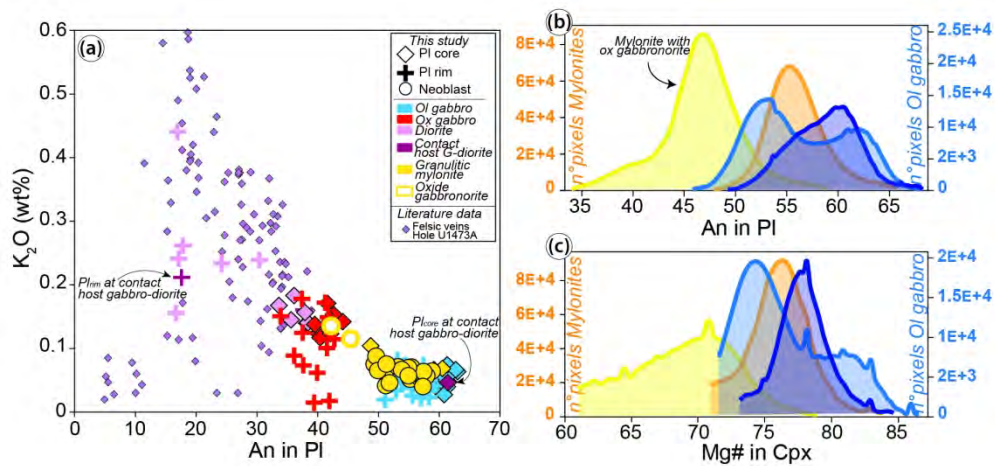 (a)
0.6
0.5
0.4
0.3
0.2
0.1
0
K2O (wt%)
0 10 20 30 40 50 60 70
An in Pl
Plrim at contact
host gabbro-diorite
Plcore at contact
host gabbro-diorite
This study
Pl core
Pl rim
Neoblast
Ol gabbro
Ox gabbro
Diorite
Contact
host G-diorite
Granulitic
mylonite
Oxide
gabbronorite
Literature data
Felsic veins
Hole U1473A
(b)
Mylonite with
ox gabbronorite
n°pixels Mylonites
8E+4
6E+4
4E+4
2E+4
0
35 40 45 50 55 60 65
An in Pl
2.5E+4
2E+4
1.5E+4
1E+4
2E+3
0
n°pixels Ol gabbro
(c)
n°pixels Mylonites
8E+4
6E+4
4E+4
2E+4
0
60 65 70 75 80 85
Mg# in Cpx
2E+4
1.5E+4
1E+4
2E+3
0
n°pixels Ol gabbro